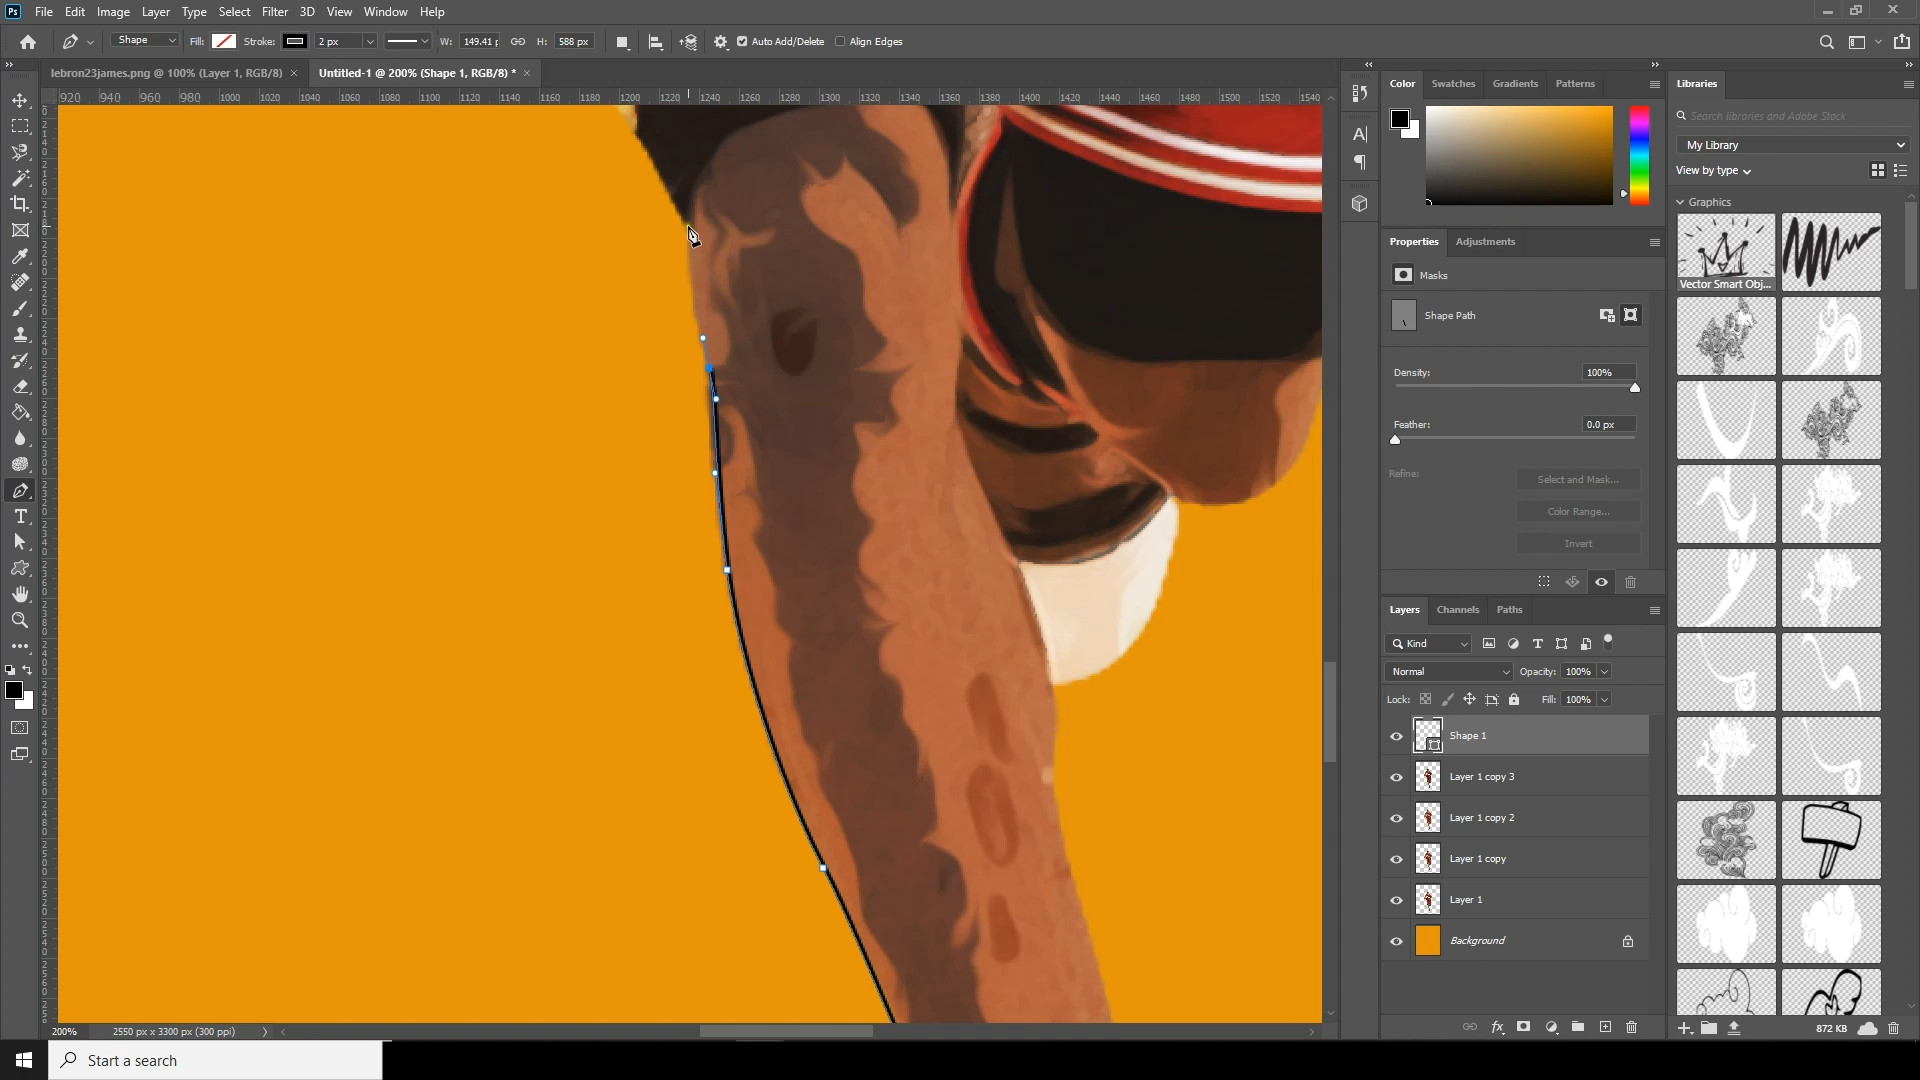 Ps File Edit Image Layer Type Select Filter 3D View Window Help
Shape Fill: Stroke: 2 px W: 149.41 p H: 588 px Auto Add/Delete Align Edges
lebron23james.png @ 100% (Layer 1, RGB/8) × Untitled-1 @ 200% (Shape 1, RGB/8) * ×
920 940 960 980 1000 1020 1040 1060 1080 1100 1120 1140 1160 1180 1200 1220 1240 1260 1280 1300 1320 1340 1360 1380 1400 1420 1440 1460 1480 1500 1520 1540
Color Swatches Gradients Patterns
Properties Adjustments
Masks
Shape Path
Density: 100%
Feather: 0.0 px
Refine: Select and Mask...
Color Range...
Invert
Layers Channels Paths
Kind
Normal Opacity: 100%
Lock: Fill: 100%
Shape 1
Layer 1 copy 3
Layer 1 copy 2
Layer 1 copy
Layer 1
Background
Libraries
Search libraries and Adobe Stock
My Library
View by type
Graphics
Vector Smart Obj...
872 KB
200% 2550 px x 3300 px (300 ppi)
Start a search